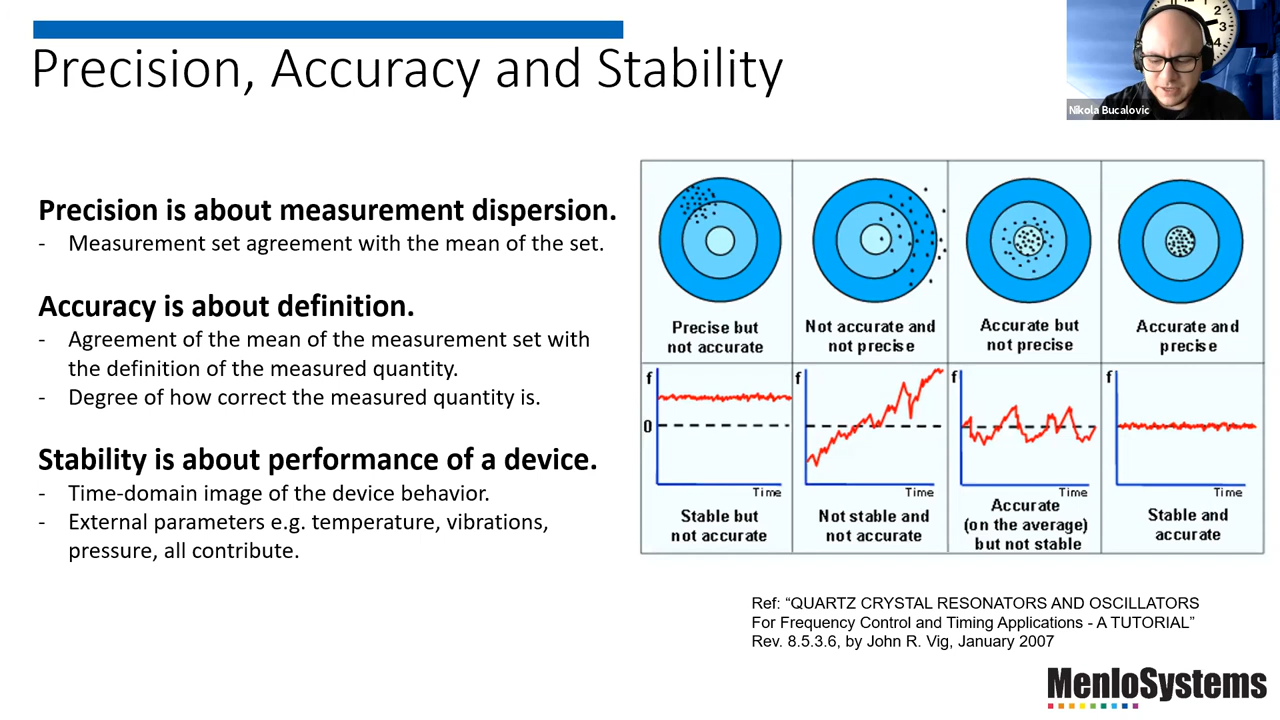 Precision, Accuracy and Stability
2
3
4
Nikola Bucalovic
Precision is about measurement dispersion.
- Measurement set agreement with the mean of the set.
Accuracy is about definition.
- Agreement of the mean of the measurement set with
the definition of the measured quantity.
- Degree of how correct the measured quantity is.
Stability is about performance of a device.
- Time-domain image of the device behavior.
- External parameters e.g. temperature, vibrations,
pressure, all contribute.
Precise but
not accurate
Not accurate and
not precise
Accurate but
not precise
Accurate and
precise
f
0
Time
Stable but
not accurate
f
Time
Not stable and
not accurate
f
Time
Accurate
(on the average)
but not stable
f
Time
Stable and
accurate
Ref: “QUARTZ CRYSTAL RESONATORS AND OSCILLATORS
For Frequency Control and Timing Applications - A TUTORIAL”
Rev. 8.5.3.6, by John R. Vig, January 2007
MenloSystems